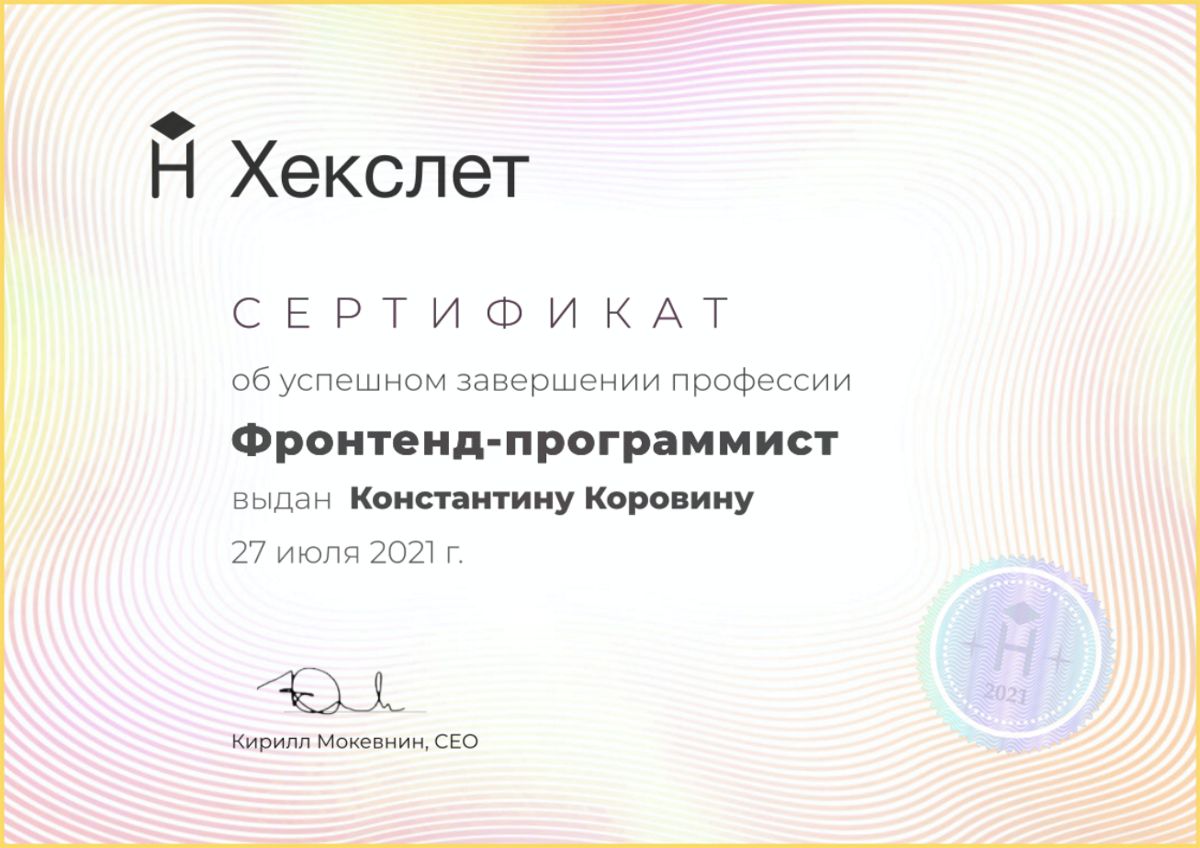 Хекслет
СЕРТИФИКАТ
об успешном завершении профессии
Фронтенд-программист
выдан Константину Коровину
27 июля 2021 г.
Кирилл Мокевнин, CEO
H
2021